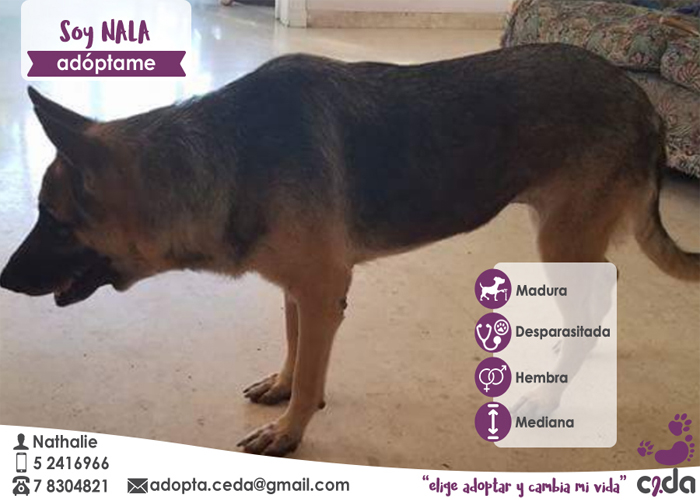 Soy NALA
adóptame
Madura
Desparasitada
Hembra
Mediana
Nathalie
5 2416966
7 8304821
adopta.ceda@gmail.com
"elige adoptar y cambia mi vida"
ceda